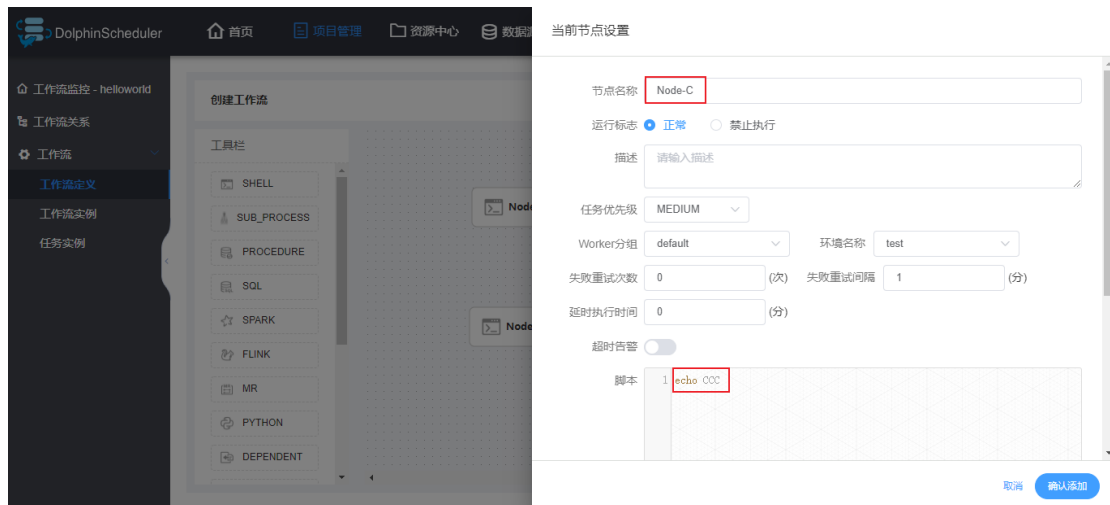 DolphinScheduler
首页
项目管理
资源中心
数据源
当前节点设置
工作流监控 - helloworld
工作流关系
工作流
工作流定义
工作流实例
任务实例
创建工作流
工具栏
SHELL
SUB_PROCESS
PROCEDURE
SQL
SPARK
FLINK
MR
PYTHON
DEPENDENT
Node
Node
节点名称 Node-C
运行标志 正常 禁止执行
描述 请输入描述
任务优先级 MEDIUM
Worker分组 default 环境名称 test
失败重试次数 0 (次) 失败重试间隔 1 (分)
延时执行时间 0 (分)
超时告警
脚本 1 echo CCC
取消 确认添加